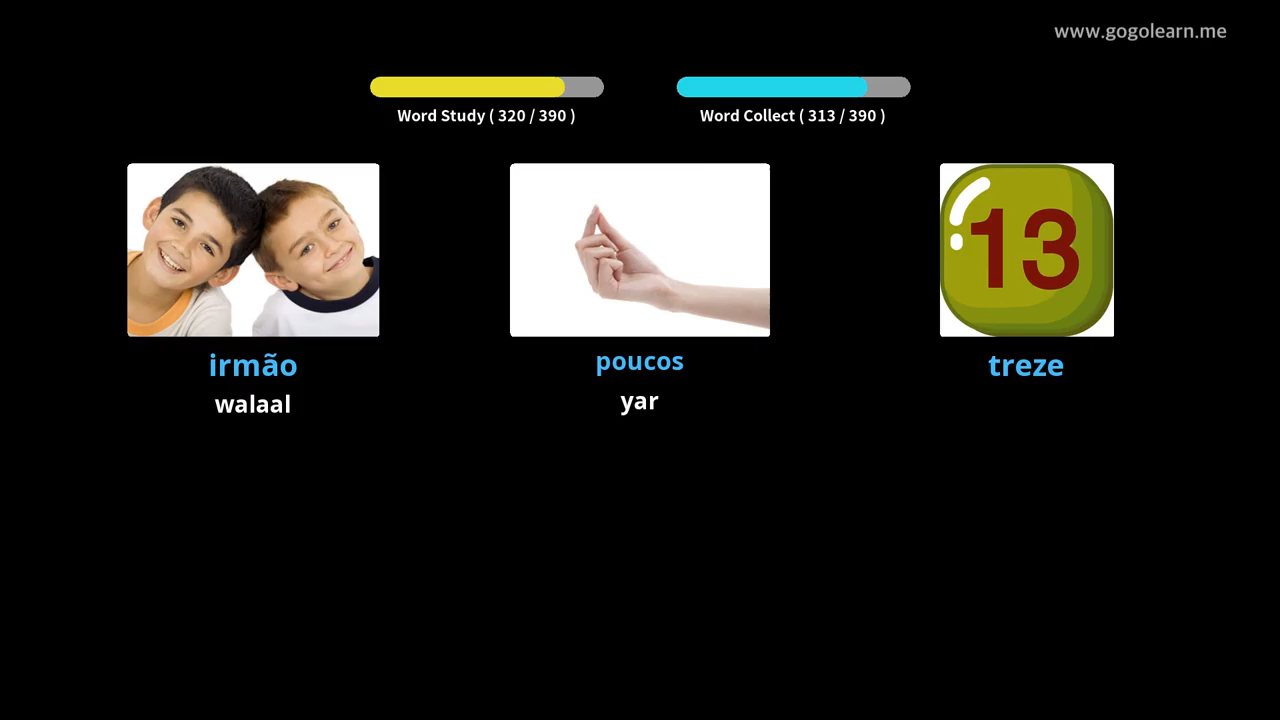 www.gogolearn.me
Word Study ( 320 / 390 )
Word Collect ( 313 / 390 )
13
irmão
walaal
poucos
yar
treze